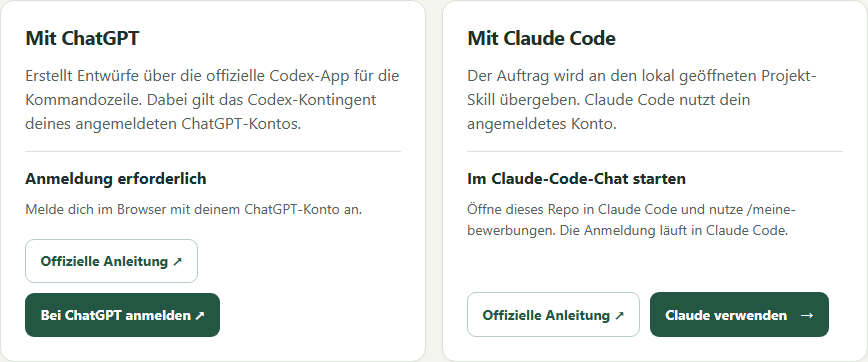 Mit ChatGPT
Erstellt Entwürfe über die offizielle Codex-App für die
Kommandozeile. Dabei gilt das Codex-Kontingent
deines angemeldeten ChatGPT-Kontos.
Anmeldung erforderlich
Melde dich im Browser mit deinem ChatGPT-Konto an.
Offizielle Anleitung ↗
Bei ChatGPT anmelden ↗
Mit Claude Code
Der Auftrag wird an den lokal geöffneten Projekt-
Skill übergeben. Claude Code nutzt dein
angemeldetes Konto.
Im Claude-Code-Chat starten
Öffne dieses Repo in Claude Code und nutze /meine-
bewerbungen. Die Anmeldung läuft in Claude Code.
Offizielle Anleitung ↗
Claude verwenden →